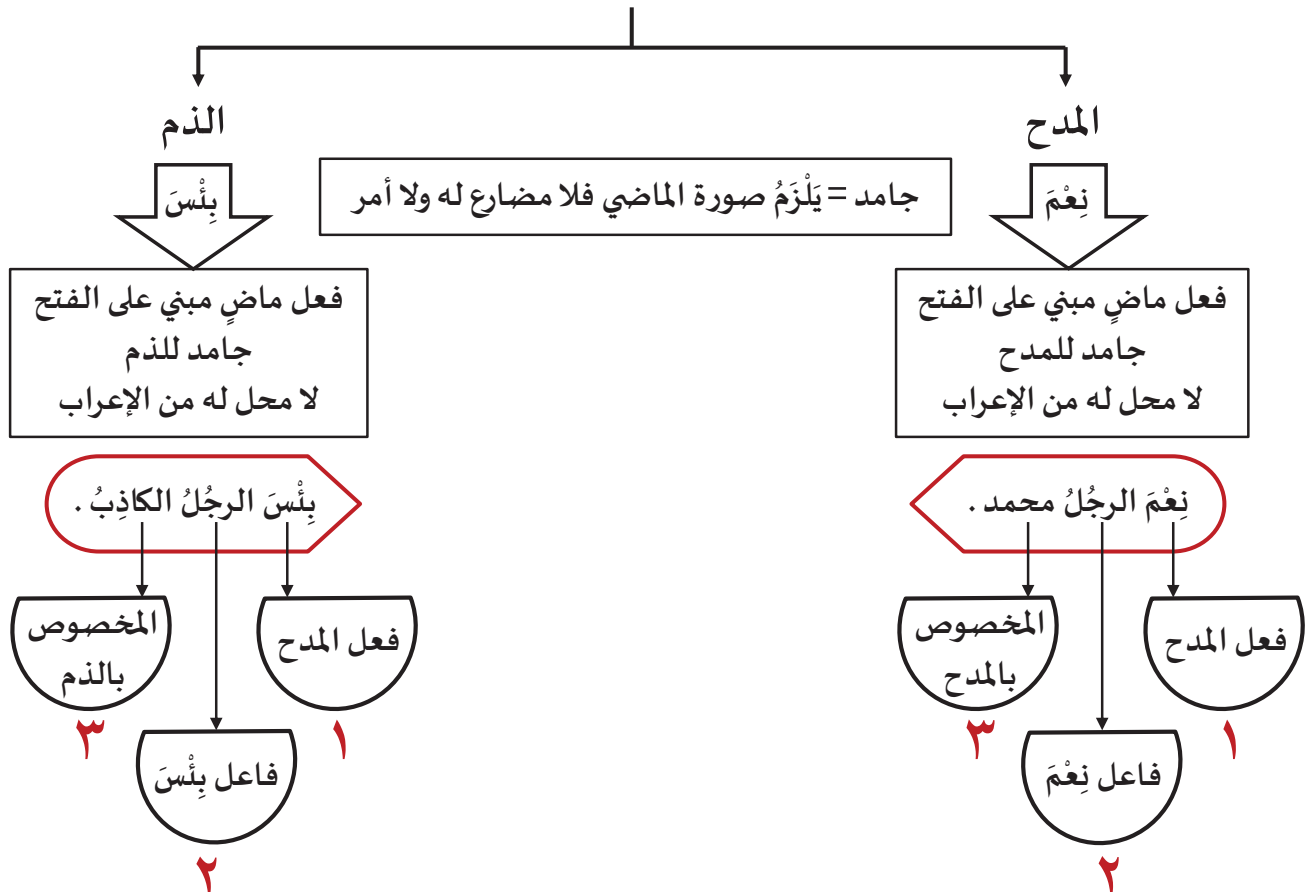 المدح
الذم
نِعْمَ
جامد = يَلْزَمُ صورة الماضي فلا مضارع له ولا أمر
بِئْسَ
فعل ماضٍ مبني على الفتح
جامد للمدح
لا محل له من الإعراب
فعل ماضٍ مبني على الفتح
جامد للذم
لا محل له من الإعراب
نِعْمَ الرجُلُ محمد .
بِئْسَ الرجُلُ الكاذِبُ .
فعل المدح
١
المخصوص
بالمدح
٣
فاعل نِعْمَ
٢
فعل المدح
١
المخصوص
بالذم
٣
فاعل بِئْسَ
٢